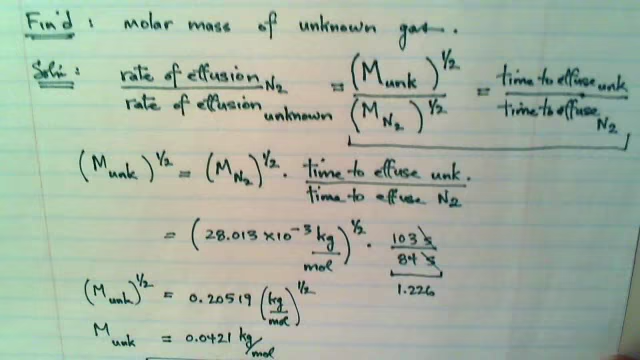 Find : molar mass of unknown gas.
Soln : rate of effusion N₂ / rate of effusion unknown = (M unk)^1/2 / (M N₂)^1/2 = time to effuse unk / time to effuse N₂
(M unk)^1/2 = (M N₂)^1/2 · time to effuse unk. / time to effuse N₂
= (28.013 × 10⁻³ kg/mol)^1/2 · 103 s / 84 s
1.226
(M unk)^1/2 = 0.20519 (kg/mol)^1/2
M unk = 0.0421 kg/mol